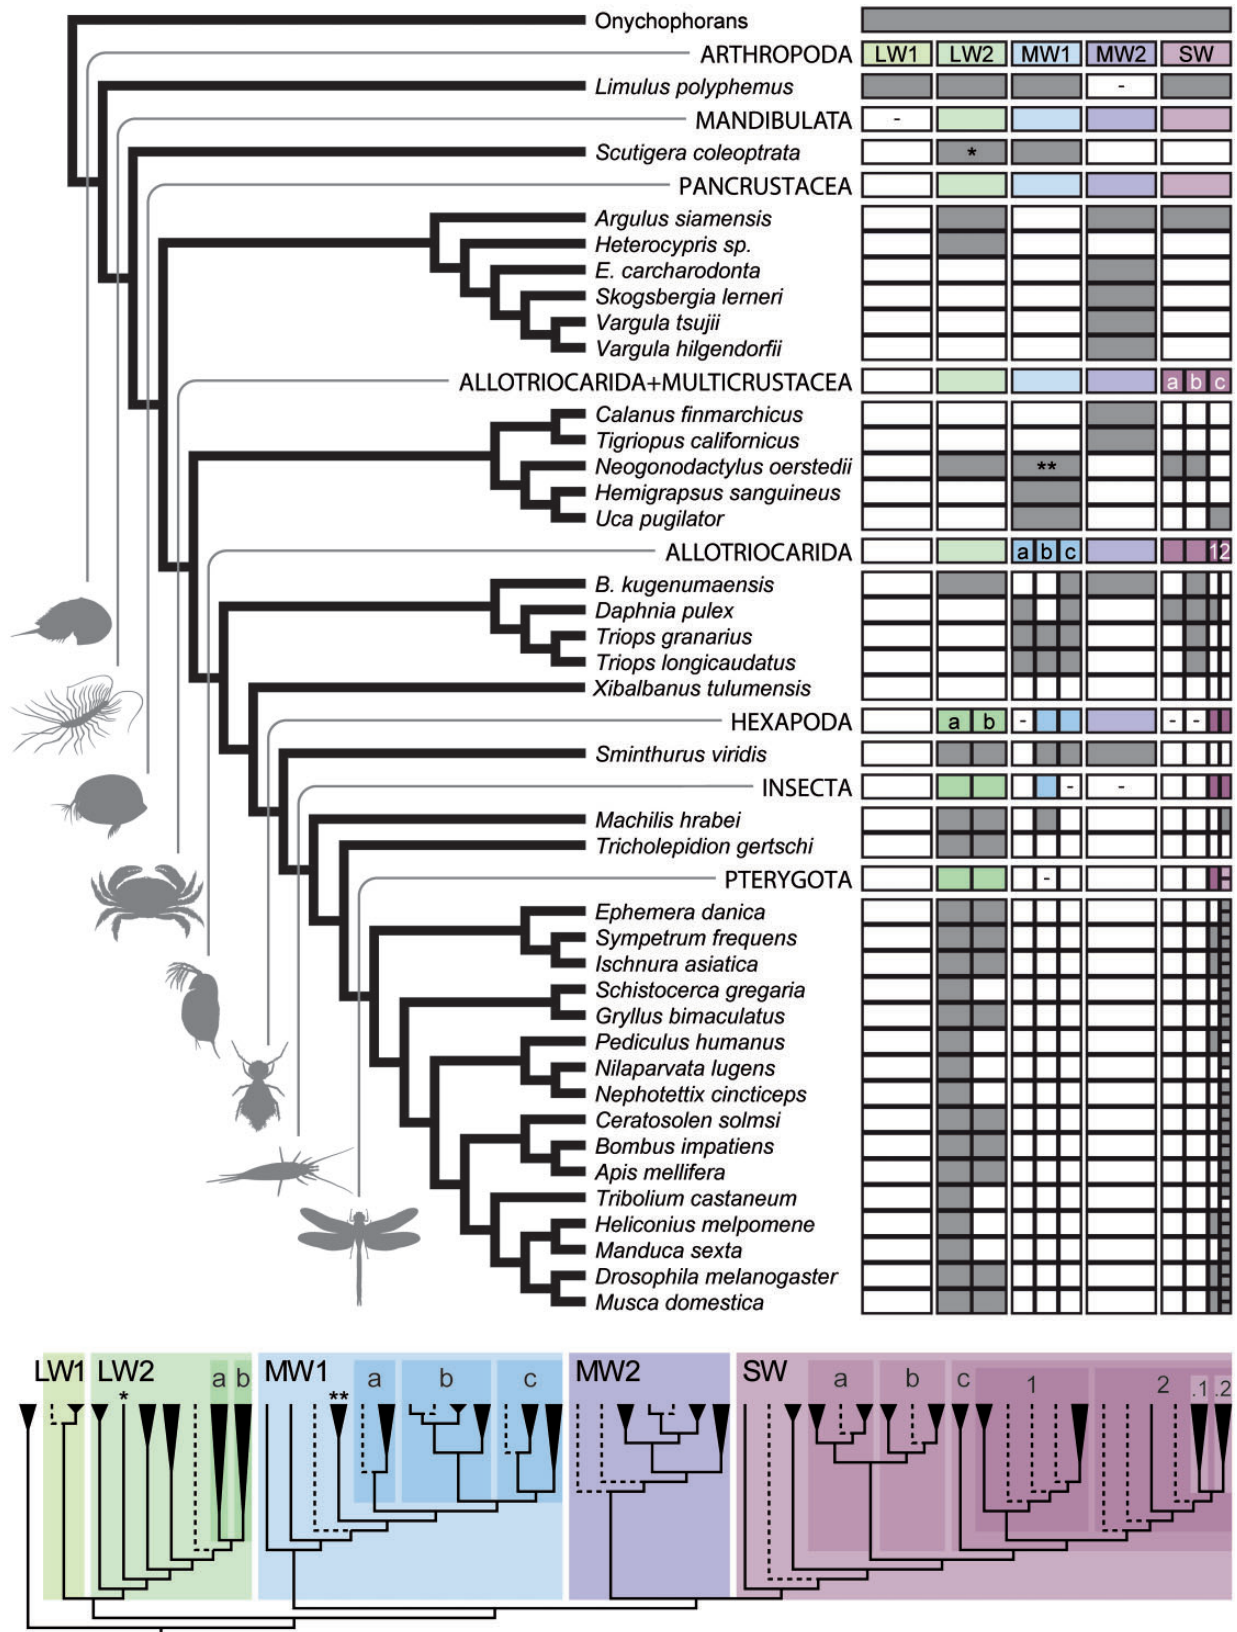 Onychophorans
ARTHROPODA LW1 LW2 MW1 MW2 SW
Limulus polyphemus -
MANDIBULATA -
Scutigera coleoptrata *
PANCRUSTACEA
Argulus siamensis
Heterocypris sp.
E. carcharodonta
Skogsbergia lerneri
Vargula tsujii
Vargula hilgendorfii
ALLOTRIOCARIDA+MULTICRUSTACEA a b c
Calanus finmarchicus
Tigriopus californicus
Neogonodactylus oerstedii **
Hemigrapsus sanguineus
Uca pugilator
ALLOTRIOCARIDA a b c 12
B. kugenumaensis
Daphnia pulex
Triops granarius
Triops longicaudatus
Xibalbanus tulumensis
HEXAPODA a b - - -
Sminthurus viridis
INSECTA - -
Machilis hrabei
Tricholepidion gertschi
PTERYGOTA -
Ephemera danica
Sympetrum frequens
Ischnura asiatica
Schistocerca gregaria
Gryllus bimaculatus
Pediculus humanus
Nilaparvata lugens
Nephotettix cincticeps
Ceratosolen solmsi
Bombus impatiens
Apis mellifera
Tribolium castaneum
Heliconius melpomene
Manduca sexta
Drosophila melanogaster
Musca domestica
LW1 LW2 a b MW1 a b c MW2 SW a b c 1 2 .1 .2
* **